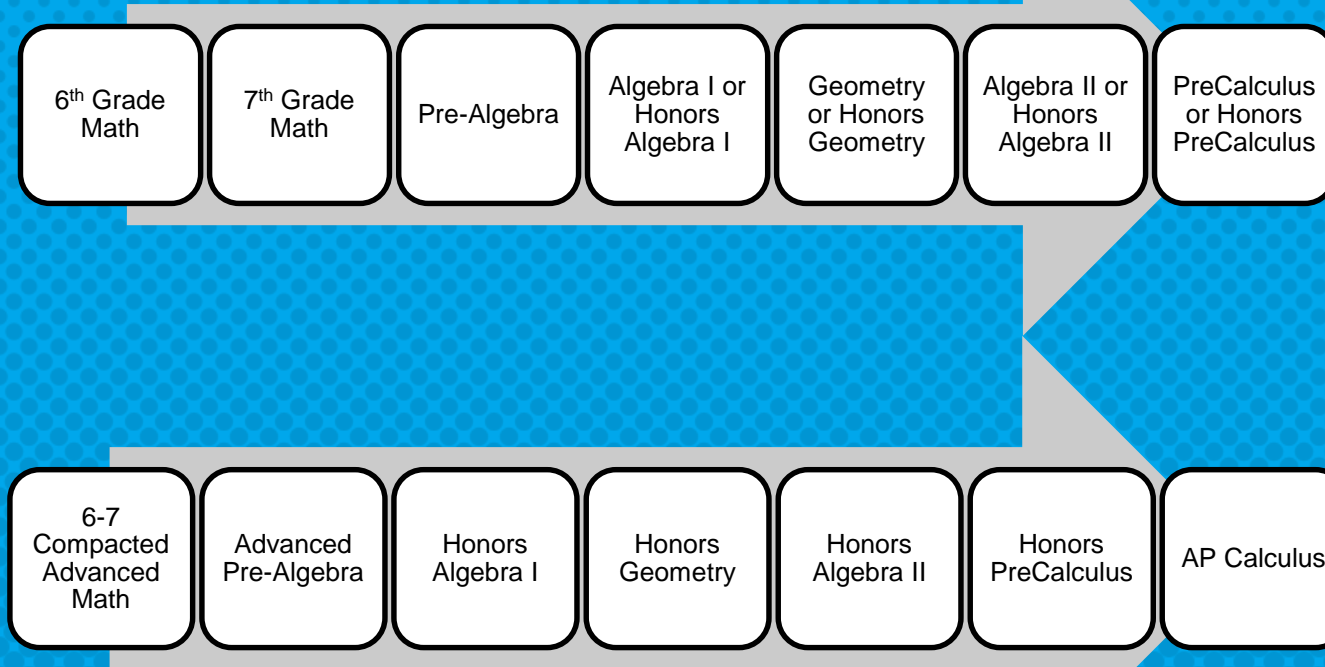 6th Grade
Math
7th Grade
Math
Pre-Algebra
Algebra I or
Honors
Algebra I
Geometry
or Honors
Geometry
Algebra II or
Honors
Algebra II
PreCalculus
or Honors
PreCalculus
6-7
Compacted
Advanced
Math
Advanced
Pre-Algebra
Honors
Algebra I
Honors
Geometry
Honors
Algebra II
Honors
PreCalculus
AP Calculus